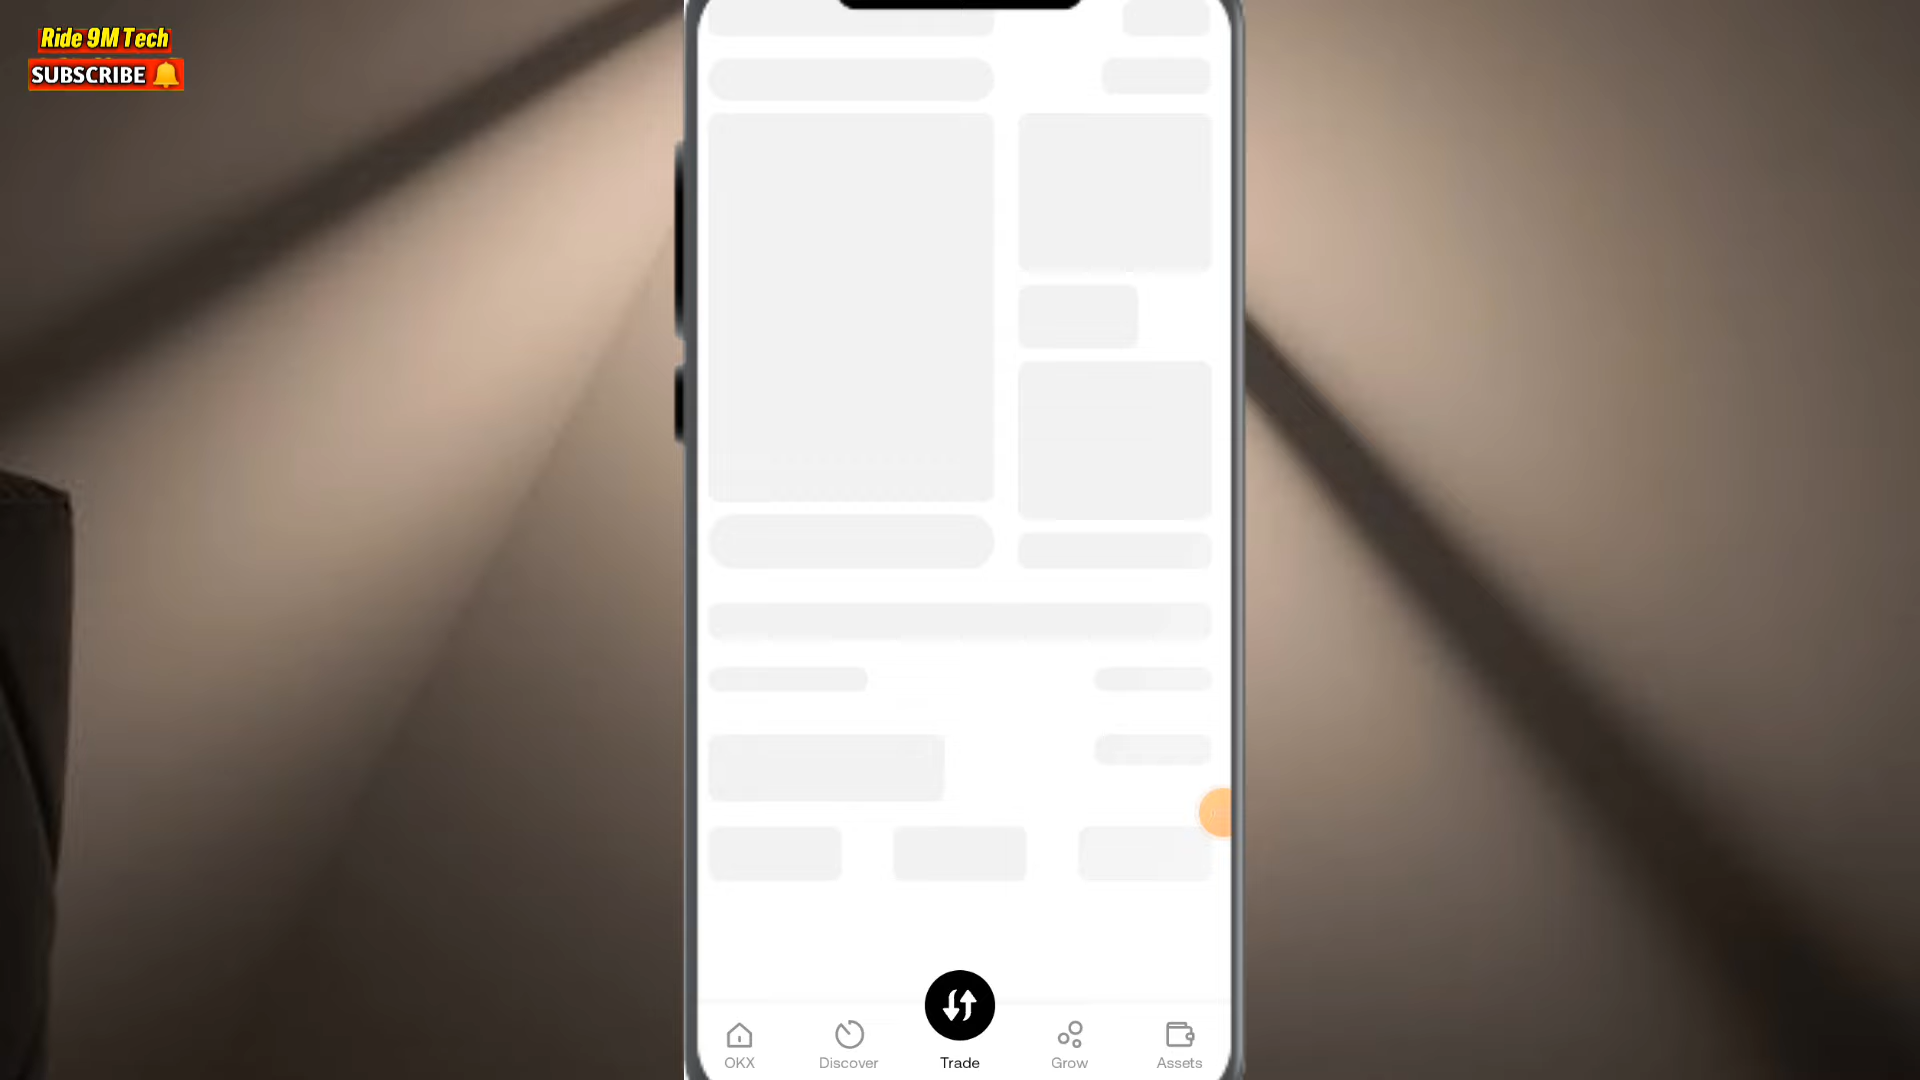 Ride 9M Tech
SUBSCRIBE
OKX
Discover
Trade
Grow
Assets